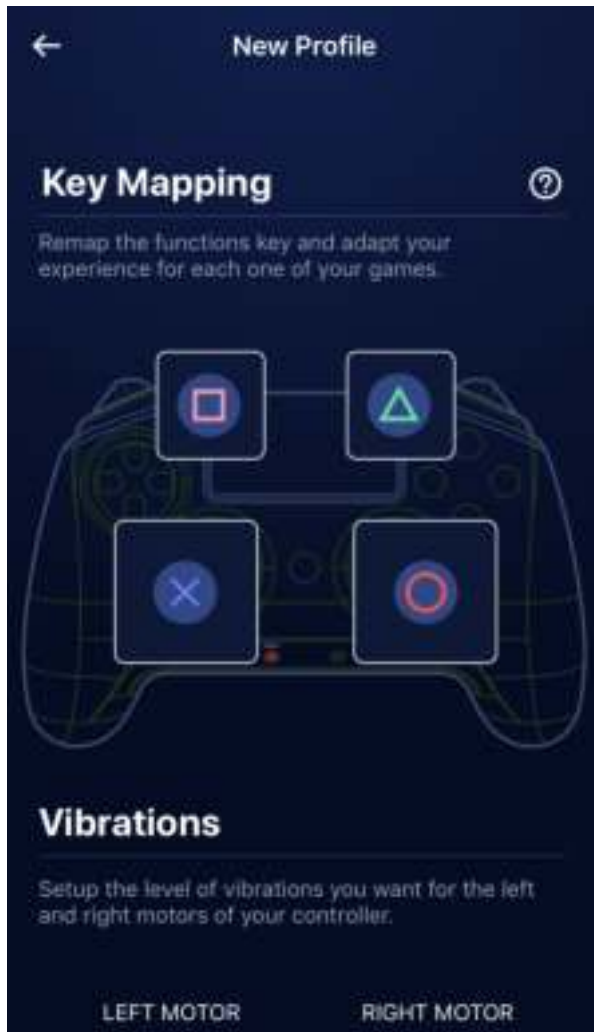 New Profile
Key Mapping
Remap the functions key and adapt your
experience for each one of your games.
Vibrations
Setup the level of vibrations you want for the left
and right motors of your controller.
LEFT MOTOR RIGHT MOTOR